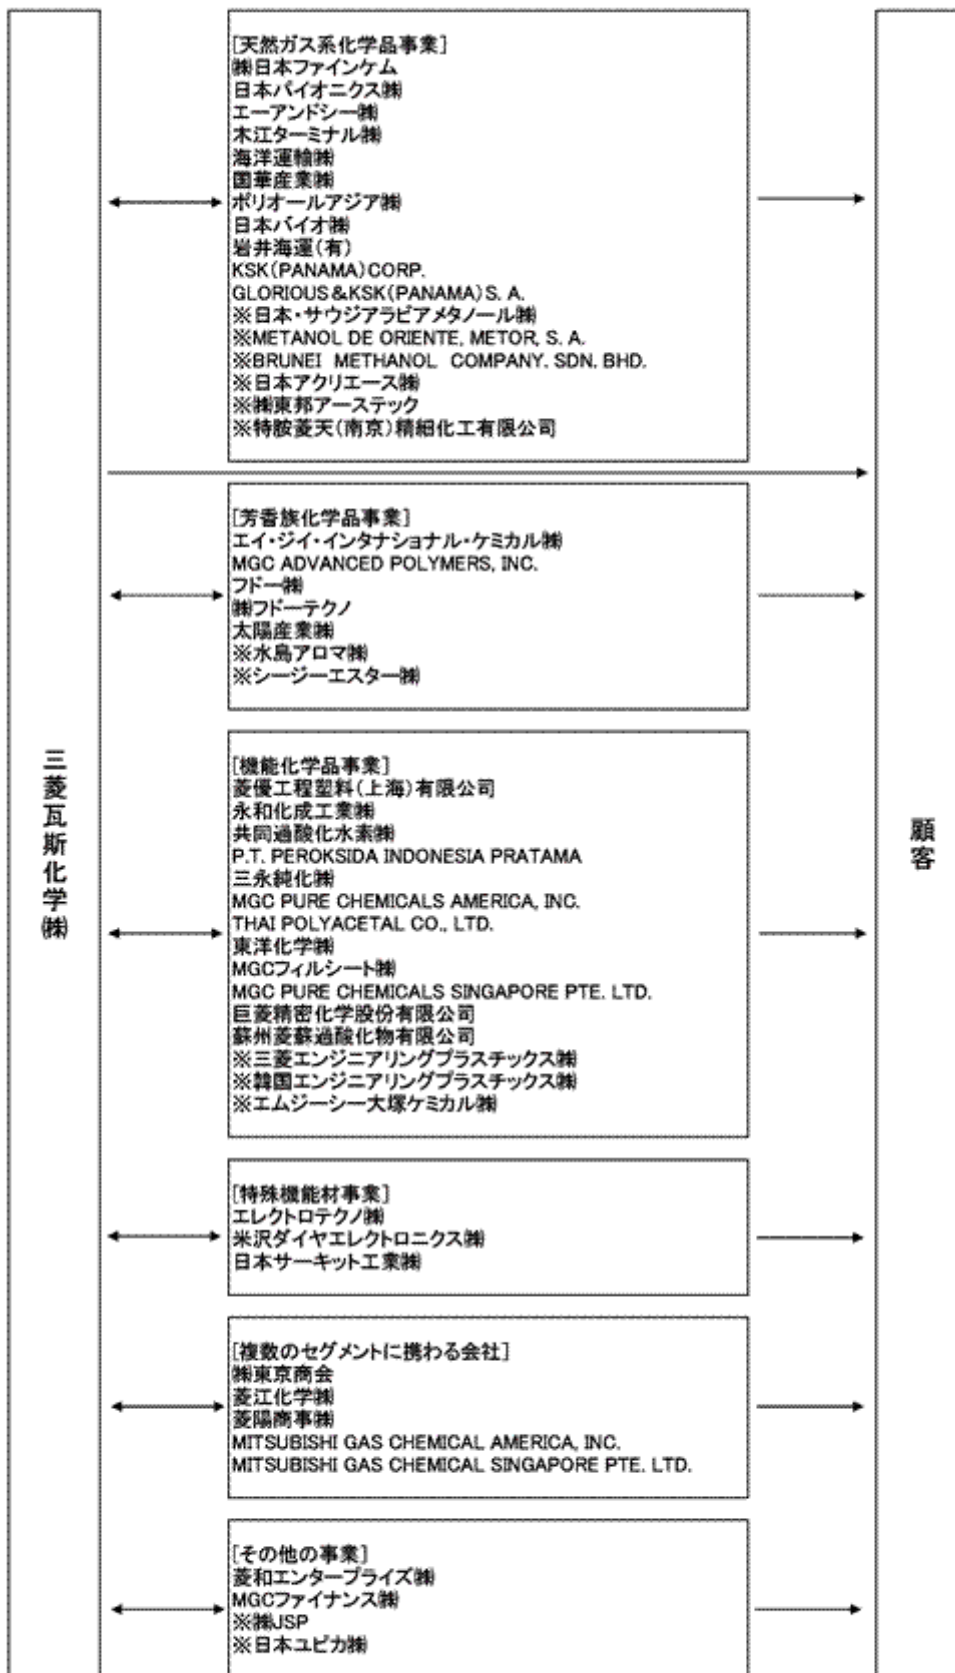 三菱瓦斯化学㈱
[天然ガス系化学品事業]
㈱日本ファインケム
日本パイオニクス㈱
エーアンドシー㈱
木江ターミナル㈱
海洋運輸㈱
国華産業㈱
ポリオールアジア㈱
日本バイオ㈱
岩井海運(有)
KSK(PANAMA)CORP.
GLORIOUS&KSK(PANAMA)S. A.
※日本・サウジアラビアメタノール㈱
※METANOL DE ORIENTE, METOR, S. A.
※BRUNEI METHANOL COMPANY. SDN. BHD.
※日本アクリエース㈱
※㈱東邦アーステック
※特胺菱天(南京)精細化工有限公司
[芳香族化学品事業]
エイ・ジイ・インタナショナル・ケミカル㈱
MGC ADVANCED POLYMERS, INC.
フドー㈱
㈱フドーテクノ
太陽産業㈱
※水島アロマ㈱
※シージーエスター㈱
[機能化学品事業]
菱優工程塑料(上海)有限公司
永和化成工業㈱
共同過酸化水素㈱
P.T. PEROKSIDA INDONESIA PRATAMA
三永純化㈱
MGC PURE CHEMICALS AMERICA, INC.
THAI POLYACETAL CO., LTD.
東洋化学㈱
MGCフィルシート㈱
MGC PURE CHEMICALS SINGAPORE PTE. LTD.
巨菱精密化学股份有限公司
蘇州菱蘇過酸化物有限公司
※三菱エンジニアリングプラスチックス㈱
※韓国エンジニアリングプラスチックス㈱
※エムジーシー大塚ケミカル㈱
[特殊機能材事業]
エレクトロテクノ㈱
米沢ダイヤエレクトロニクス㈱
日本サーキット工業㈱
[複数のセグメントに携わる会社]
㈱東京商会
菱江化学㈱
菱陽商事㈱
MITSUBISHI GAS CHEMICAL AMERICA, INC.
MITSUBISHI GAS CHEMICAL SINGAPORE PTE. LTD.
[その他の事業]
菱和エンタープライズ㈱
MGCファイナンス㈱
※㈱JSP
※日本ユピカ㈱
顧客